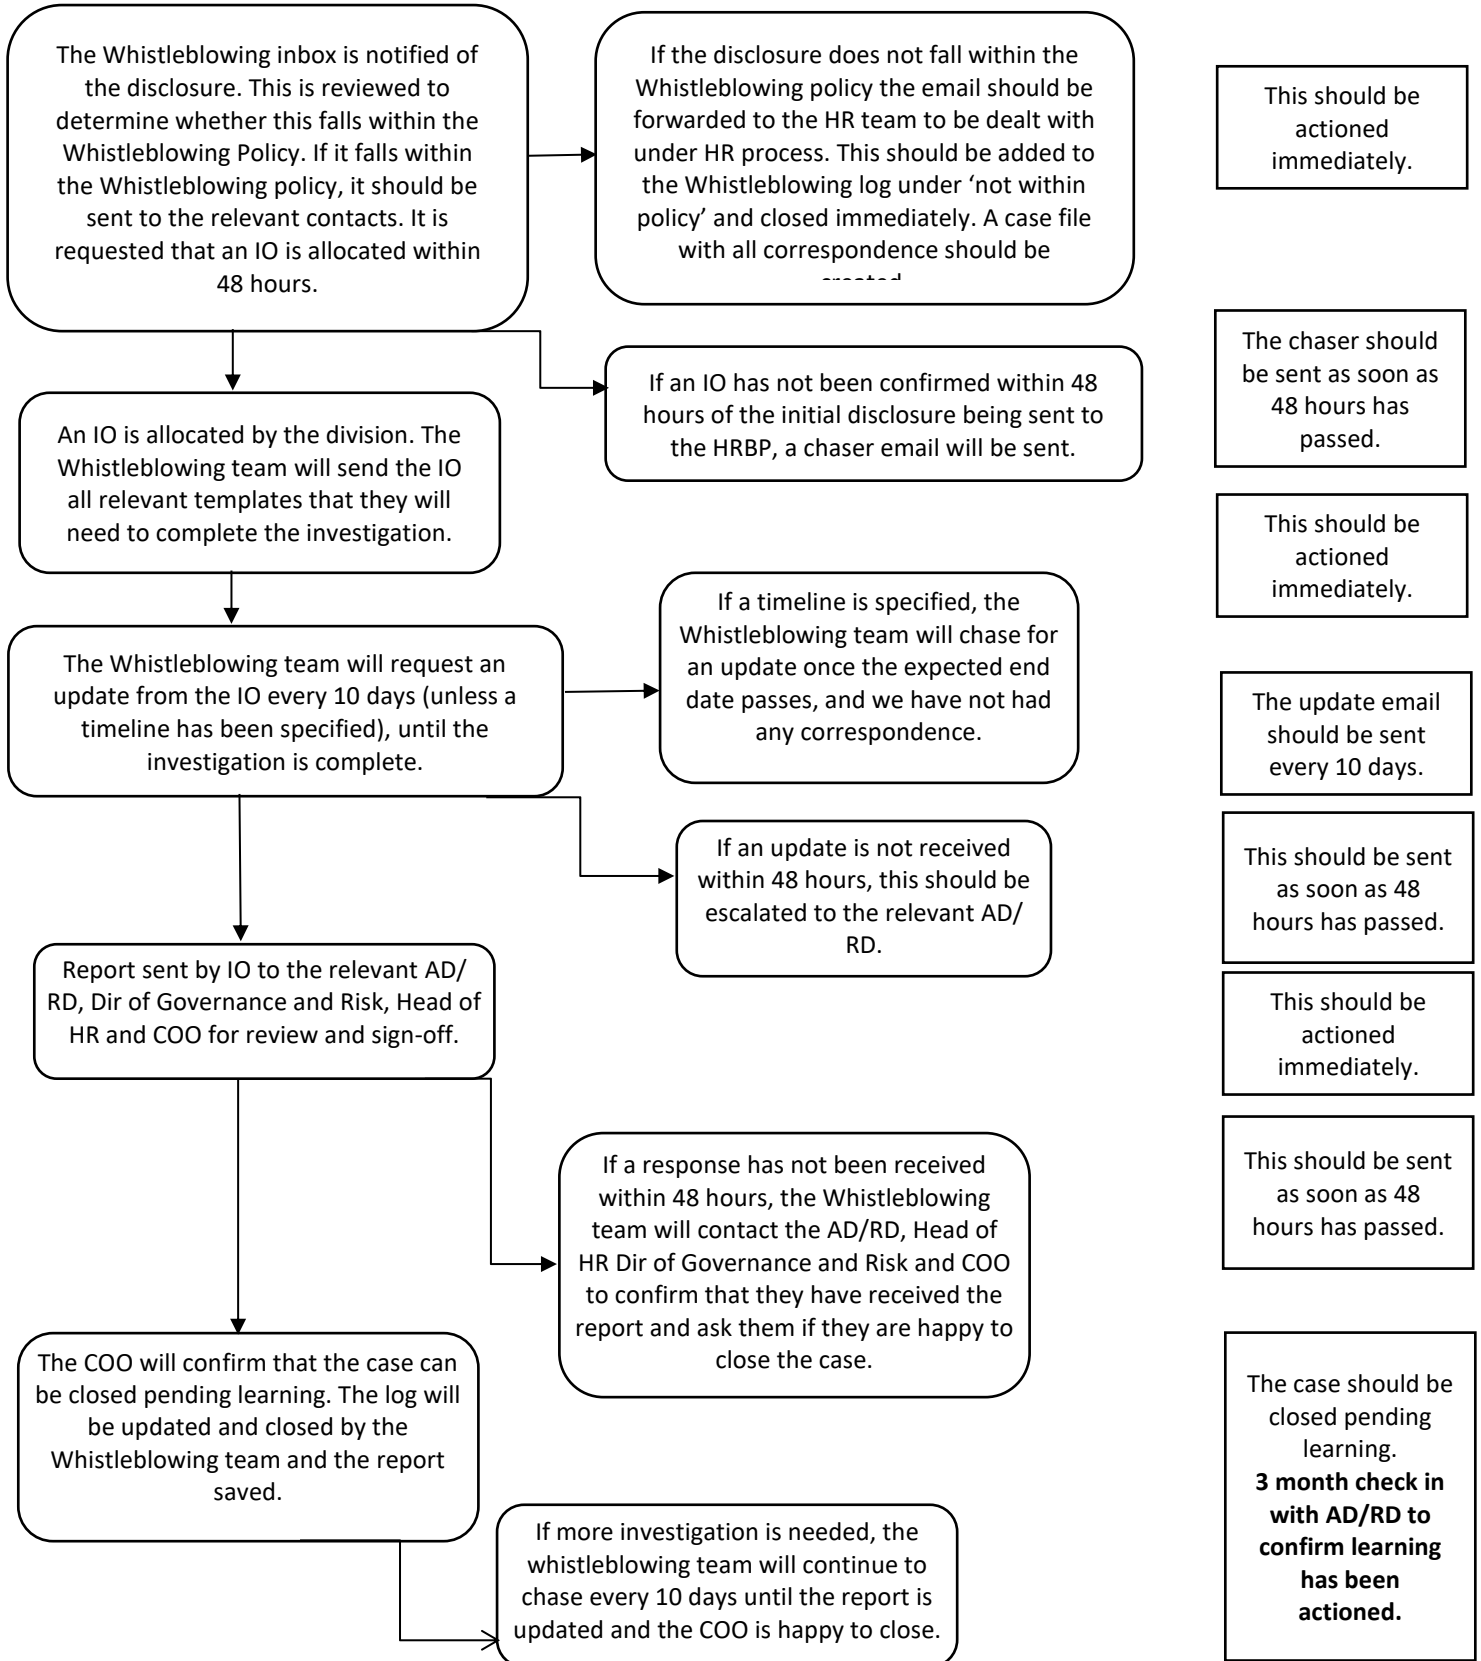 The Whistleblowing inbox is notified of
the disclosure. This is reviewed to
determine whether this falls within the
Whistleblowing Policy. If it falls within
the Whistleblowing policy, it should be
sent to the relevant contacts. It is
requested that an IO is allocated within
48 hours.
If the disclosure does not fall within the
Whistleblowing policy the email should be
forwarded to the HR team to be dealt with
under HR process. This should be added to
the Whistleblowing log under ‘not within
policy’ and closed immediately. A case file
with all correspondence should be
created
This should be
actioned
immediately.
If an IO has not been confirmed within 48
hours of the initial disclosure being sent to
the HRBP, a chaser email will be sent.
The chaser should
be sent as soon as
48 hours has
passed.
An IO is allocated by the division. The
Whistleblowing team will send the IO
all relevant templates that they will
need to complete the investigation.
This should be
actioned
immediately.
The Whistleblowing team will request an
update from the IO every 10 days (unless a
timeline has been specified), until the
investigation is complete.
If a timeline is specified, the
Whistleblowing team will chase for
an update once the expected end
date passes, and we have not had
any correspondence.
The update email
should be sent
every 10 days.
If an update is not received
within 48 hours, this should be
escalated to the relevant AD/
RD.
This should be sent
as soon as 48
hours has passed.
Report sent by IO to the relevant AD/
RD, Dir of Governance and Risk, Head of
HR and COO for review and sign-off.
This should be
actioned
immediately.
If a response has not been received
within 48 hours, the Whistleblowing
team will contact the AD/RD, Head of
HR Dir of Governance and Risk and COO
to confirm that they have received the
report and ask them if they are happy to
close the case.
This should be sent
as soon as 48
hours has passed.
The COO will confirm that the case can
be closed pending learning. The log will
be updated and closed by the
Whistleblowing team and the report
saved.
The case should be
closed pending
learning.
3 month check in
with AD/RD to
confirm learning
has been
actioned.
If more investigation is needed, the
whistleblowing team will continue to
chase every 10 days until the report is
updated and the COO is happy to close.